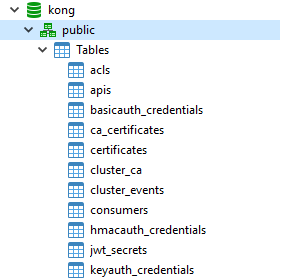 kong
public
Tables
acls
apis
basicauth_credentials
ca_certificates
certificates
cluster_ca
cluster_events
consumers
hmacauth_credentials
jwt_secrets
keyauth_credentials